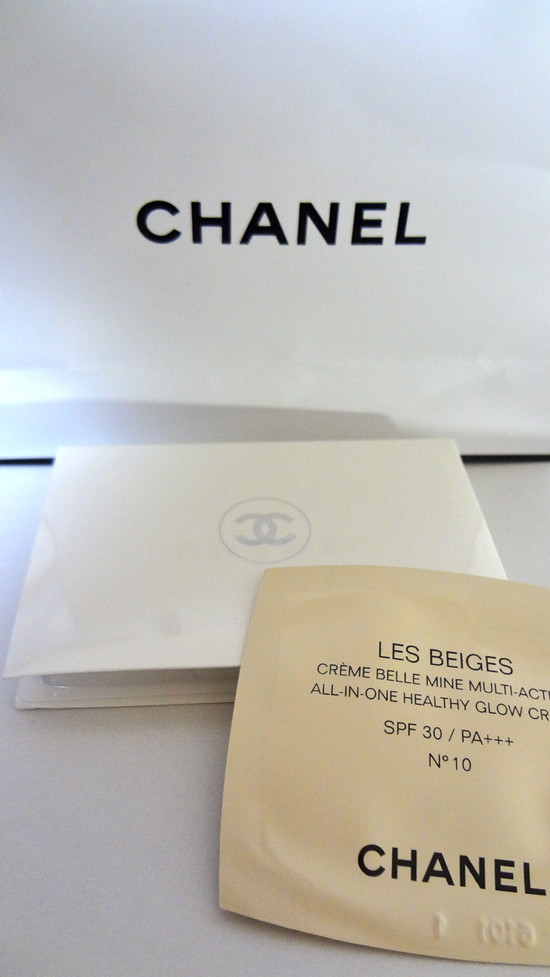 CHANEL
LES BEIGES
CRÈME BELLE MINE MULTI-ACTI
ALL-IN-ONE HEALTHY GLOW CR
SPF 30 / PA+++
N°10
CHANEL